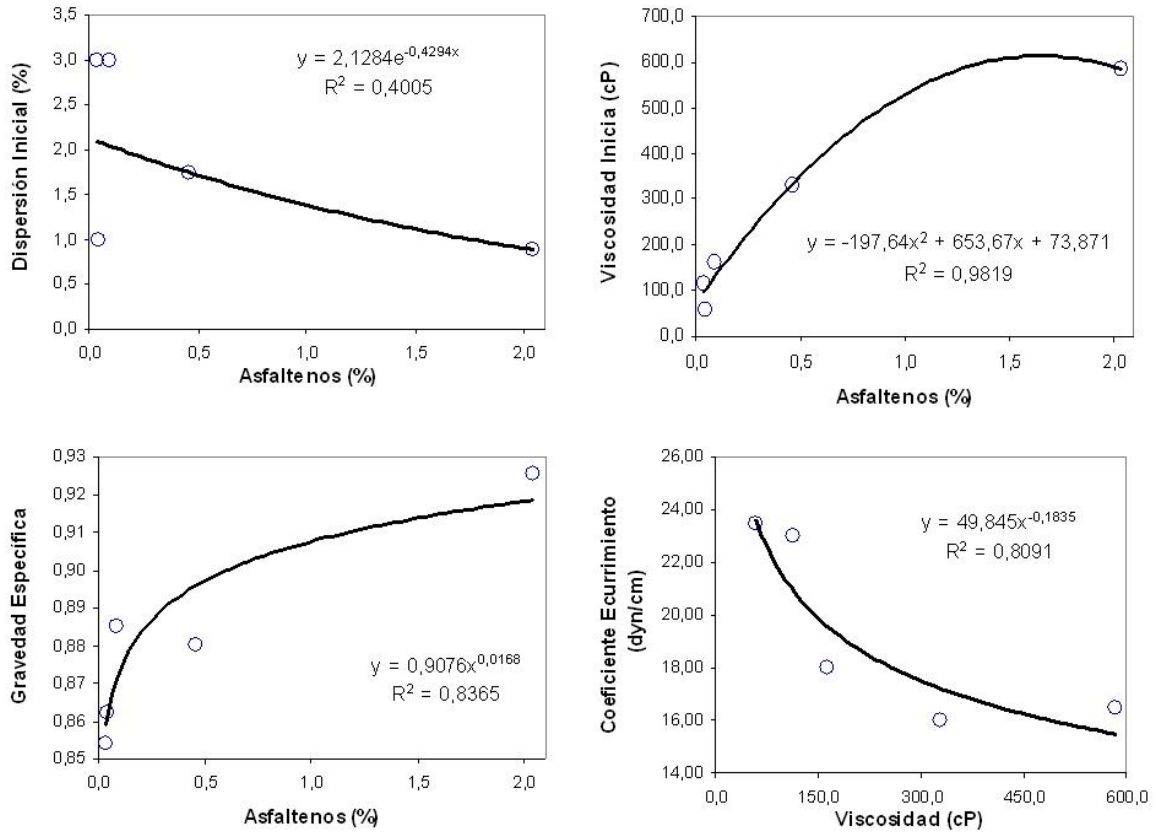 Dispersión Inicial (%)
3,5
3,0
2,5
2,0
1,5
1,0
0,5
0,0
y = 2,1284e^-0,4294x
R² = 0,4005
0,0 0,5 1,0 1,5 2,0
Asfaltenos (%)
Viscosidad Inicia (cP)
700,0
600,0
500,0
400,0
300,0
200,0
100,0
0,0
y = -197,64x² + 653,67x + 73,871
R² = 0,9819
0,0 0,5 1,0 1,5 2,0
Asfaltenos (%)
Gravedad Específica
0,93
0,92
0,91
0,90
0,89
0,88
0,87
0,86
0,85
y = 0,9076x^0,0168
R² = 0,8365
0,0 0,5 1,0 1,5 2,0
Asfaltenos (%)
Coeficiente Ecurrimiento
(dyn/cm)
26,00
24,00
22,00
20,00
18,00
16,00
14,00
y = 49,845x^-0,1835
R² = 0,8091
0,0 150,0 300,0 450,0 600,0
Viscosidad (cP)